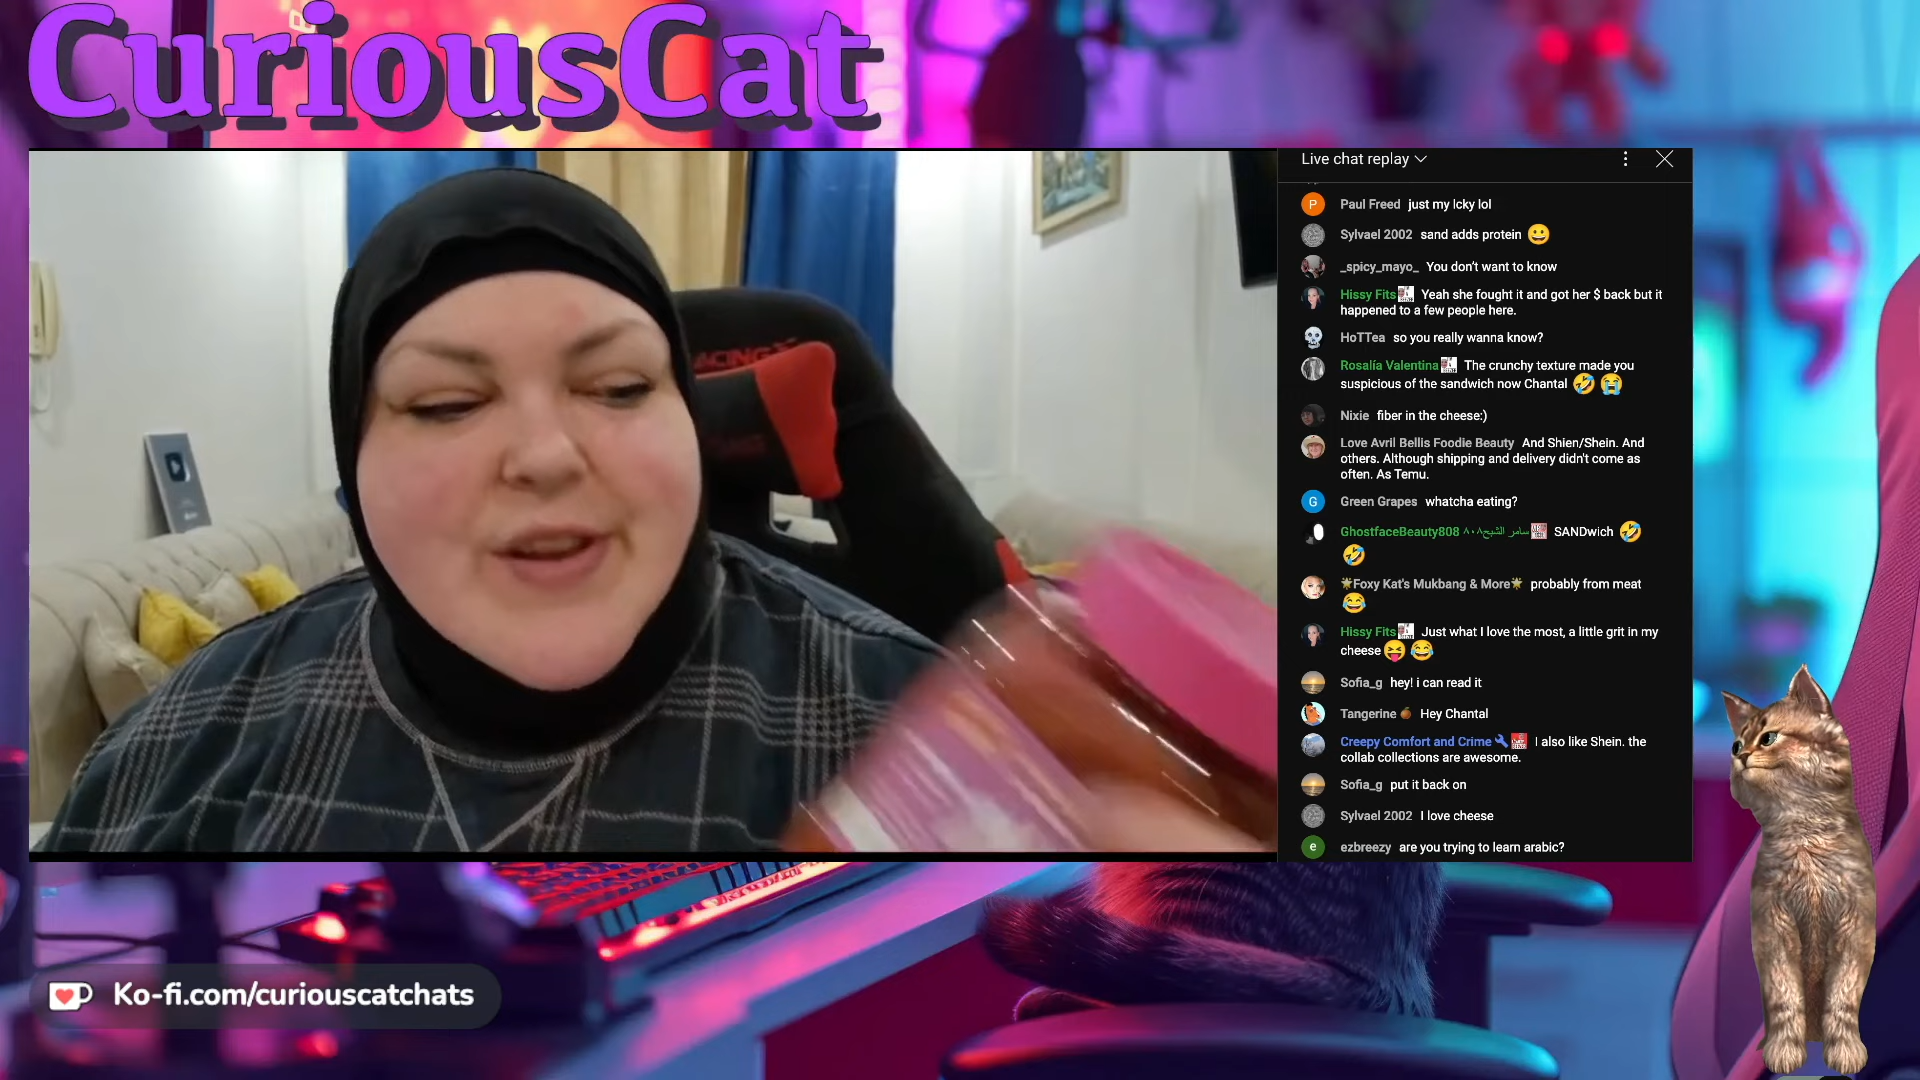 CuriousCat
Live chat replay
Paul Freed just my Icky lol
Sylvael 2002 sand adds protein 😀
_spicy_mayo_ You don't want to know
Hissy Fits Yeah she fought it and got her $ back but it
happened to a few people here.
HoTTea so you really wanna know?
Rosalía Valentina The crunchy texture made you
suspicious of the sandwich now Chantal 🤣 😭
Nixie fiber in the cheese:)
Love Avril Bellis Foodie Beauty And Shien/Shein. And
others. Although shipping and delivery didn't come as
often. As Temu.
G Green Grapes whatcha eating?
GhostfaceBeauty808 سامر الشبح٨٠٨ SANDwich 🤣
🤣
🌟Foxy Kat's Mukbang & More🌟 probably from meat
😂
Hissy Fits Just what I love the most, a little grit in my
cheese😝 😂
Sofia_g hey! i can read it
Tangerine Hey Chantal
Creepy Comfort and Crime🔧 I also like Shein. the
collab collections are awesome.
Sofia_g put it back on
Sylvael 2002 I love cheese
e ezbreezy are you trying to learn arabic?
ACING
Ko-fi.com/curiouscatchats